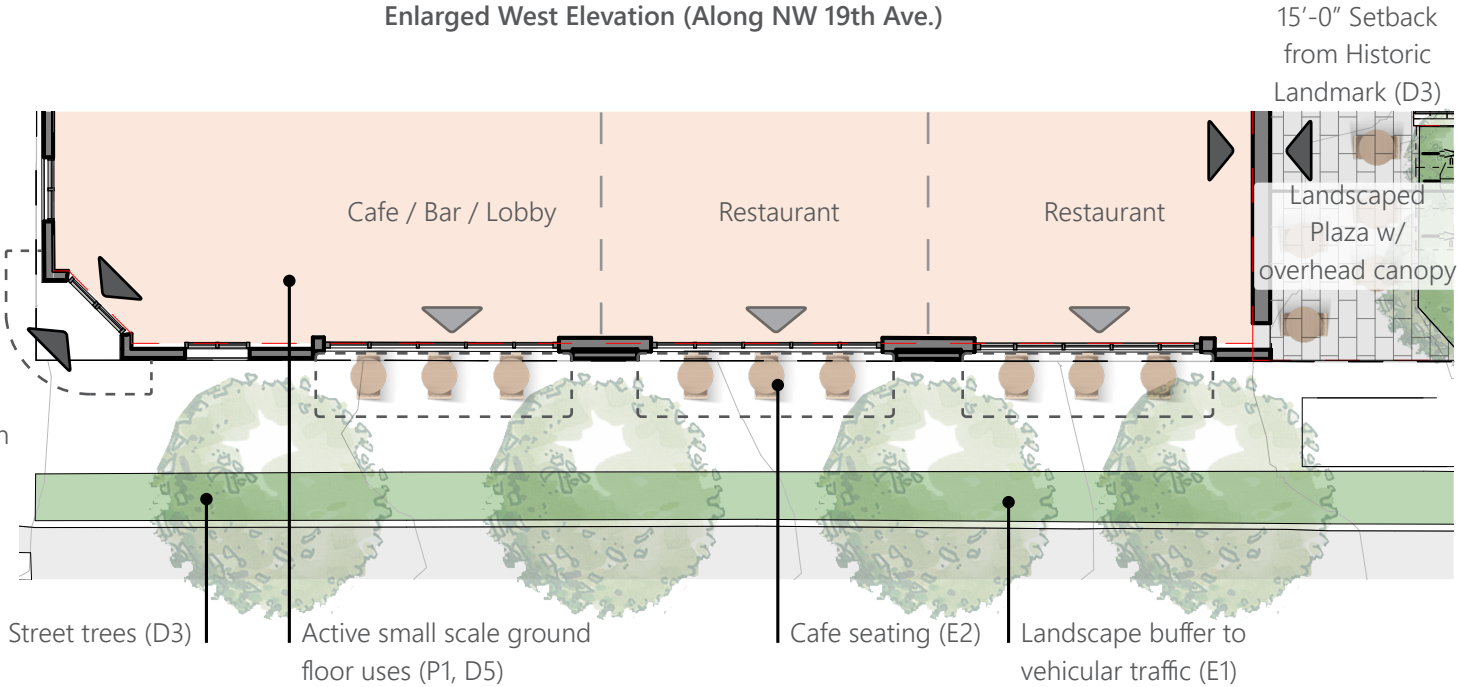 Enlarged West Elevation (Along NW 19th Ave.)
15’-0” Setback
from Historic
Landmark (D3)
Cafe / Bar / Lobby
Restaurant
Restaurant
Landscaped
Plaza w/
overhead canopy
Street trees (D3)
Active small scale ground
floor uses (P1, D5)
Cafe seating (E2)
Landscape buffer to
vehicular traffic (E1)